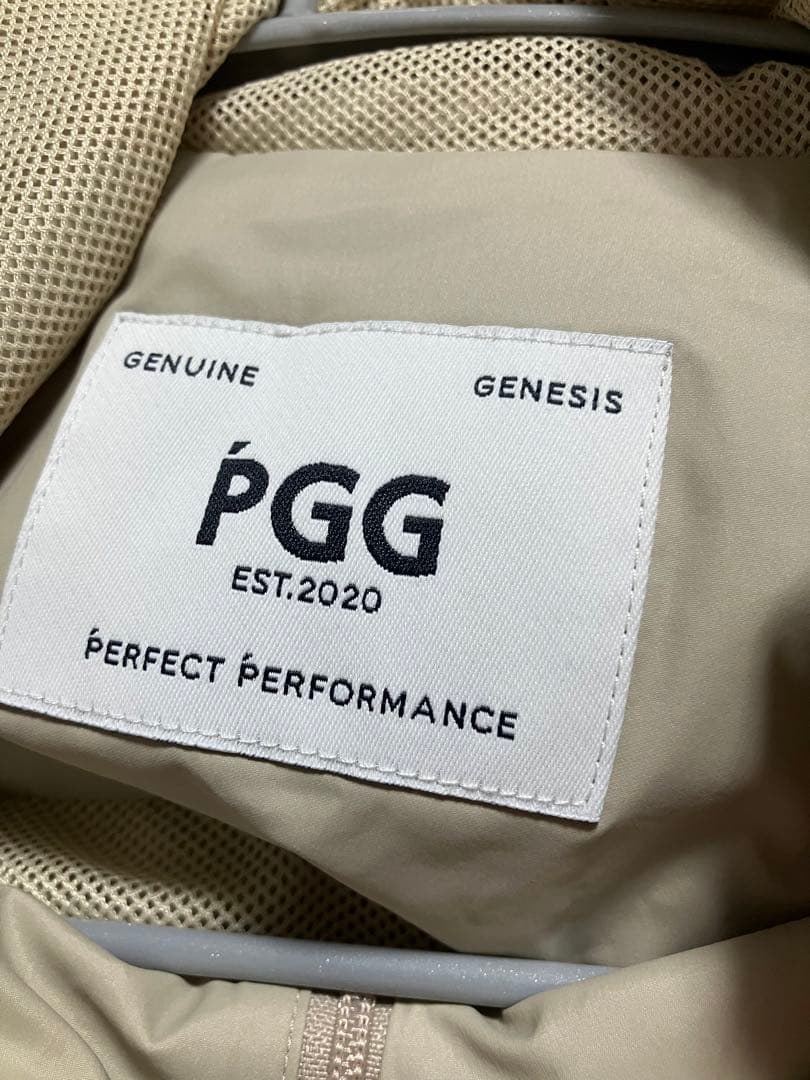 GENUINE GENESIS
ṔGG
EST.2020
ṔERFECT ṔERFORMANCE